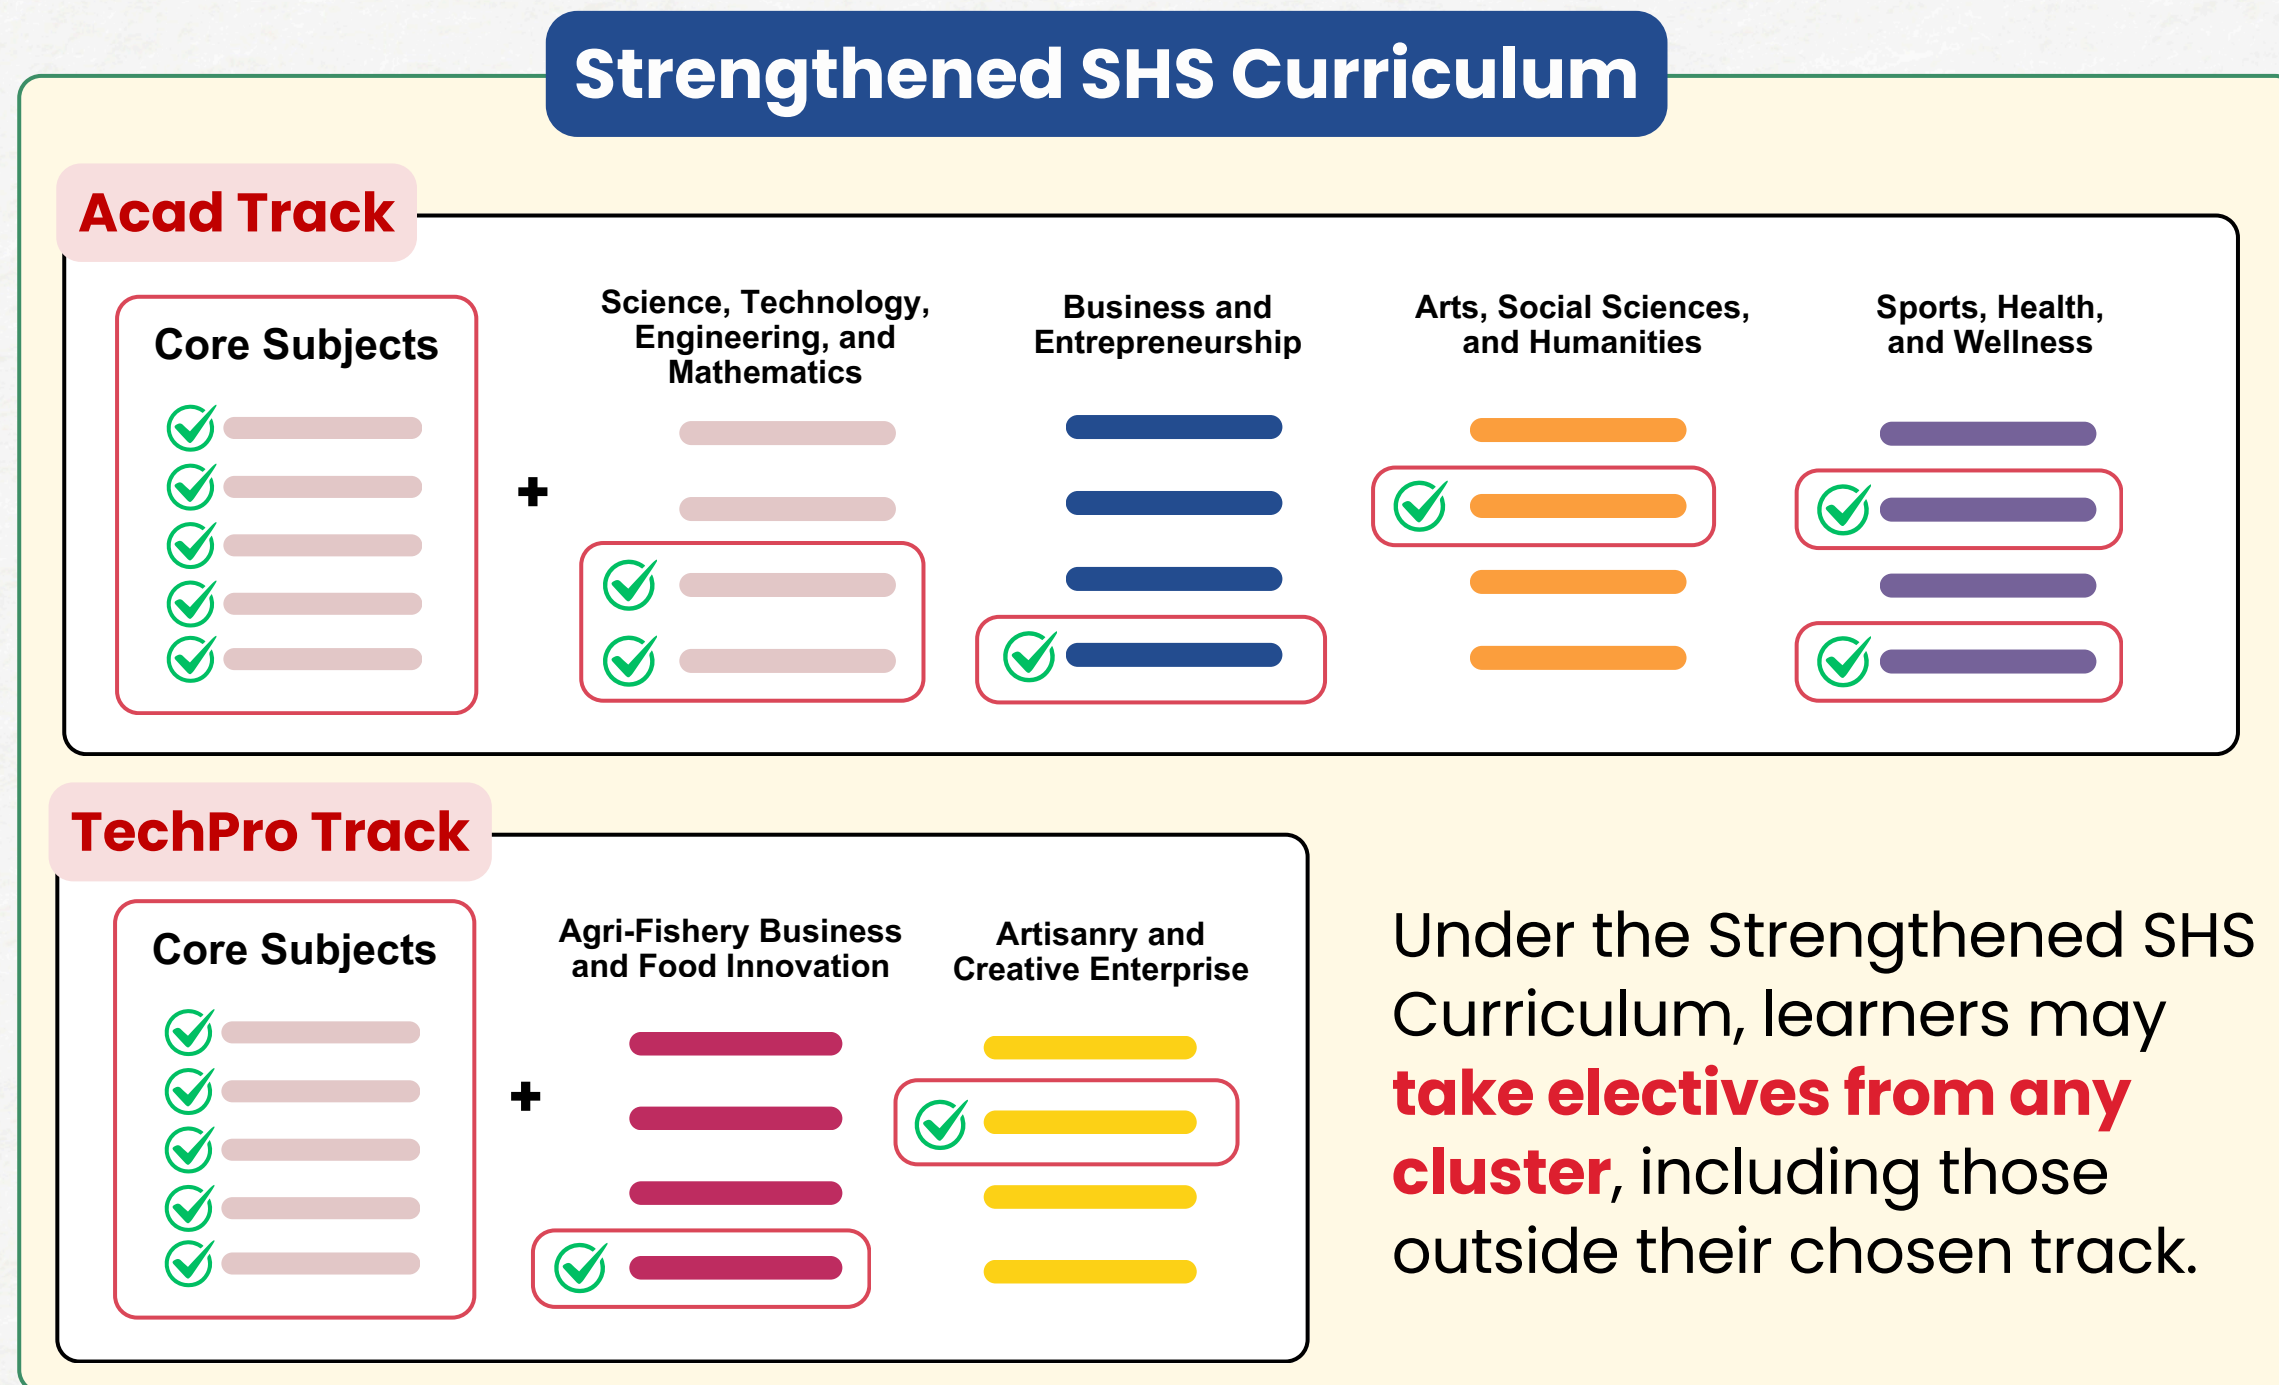 Strengthened SHS Curriculum
Acad Track
Core Subjects
+
Science, Technology,
Engineering, and
Mathematics
Business and
Entrepreneurship
Arts, Social Sciences,
and Humanities
Sports, Health,
and Wellness
TechPro Track
Core Subjects
+
Agri-Fishery Business
and Food Innovation
Artisanry and
Creative Enterprise
Under the Strengthened SHS
Curriculum, learners may
take electives from any
cluster, including those
outside their chosen track.